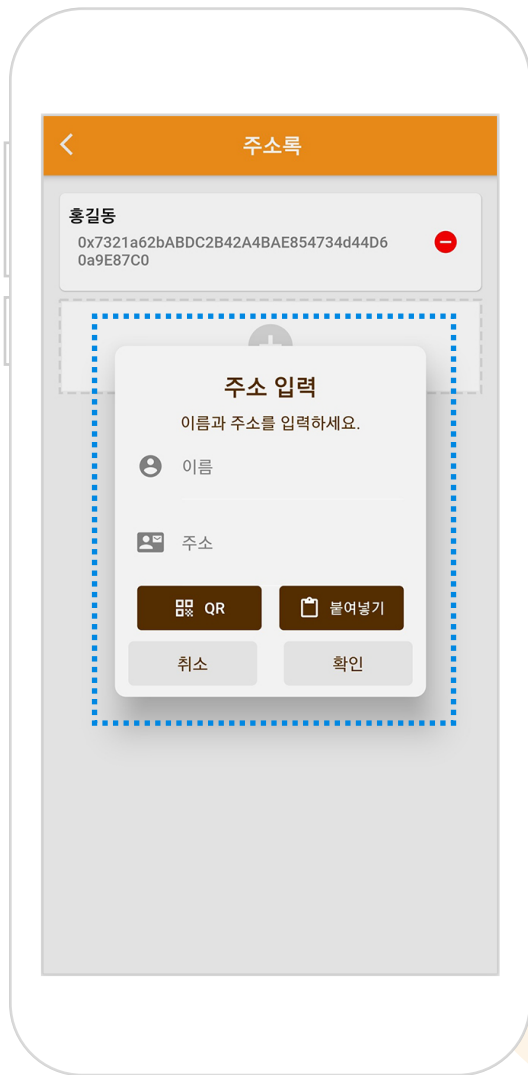 주소록
홍길동
0x7321a62bABDC2B42A4BAE854734d44D6
0a9E87C0
주소 입력
이름과 주소를 입력하세요.
이름
주소
QR
붙여넣기
취소
확인